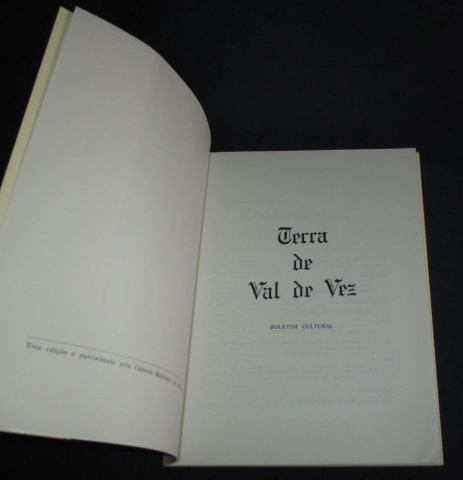 Esta edição é patrocinada pela Câmara Municipal de
Terra
de
Val de Vez
BOLETIM CULTURAL